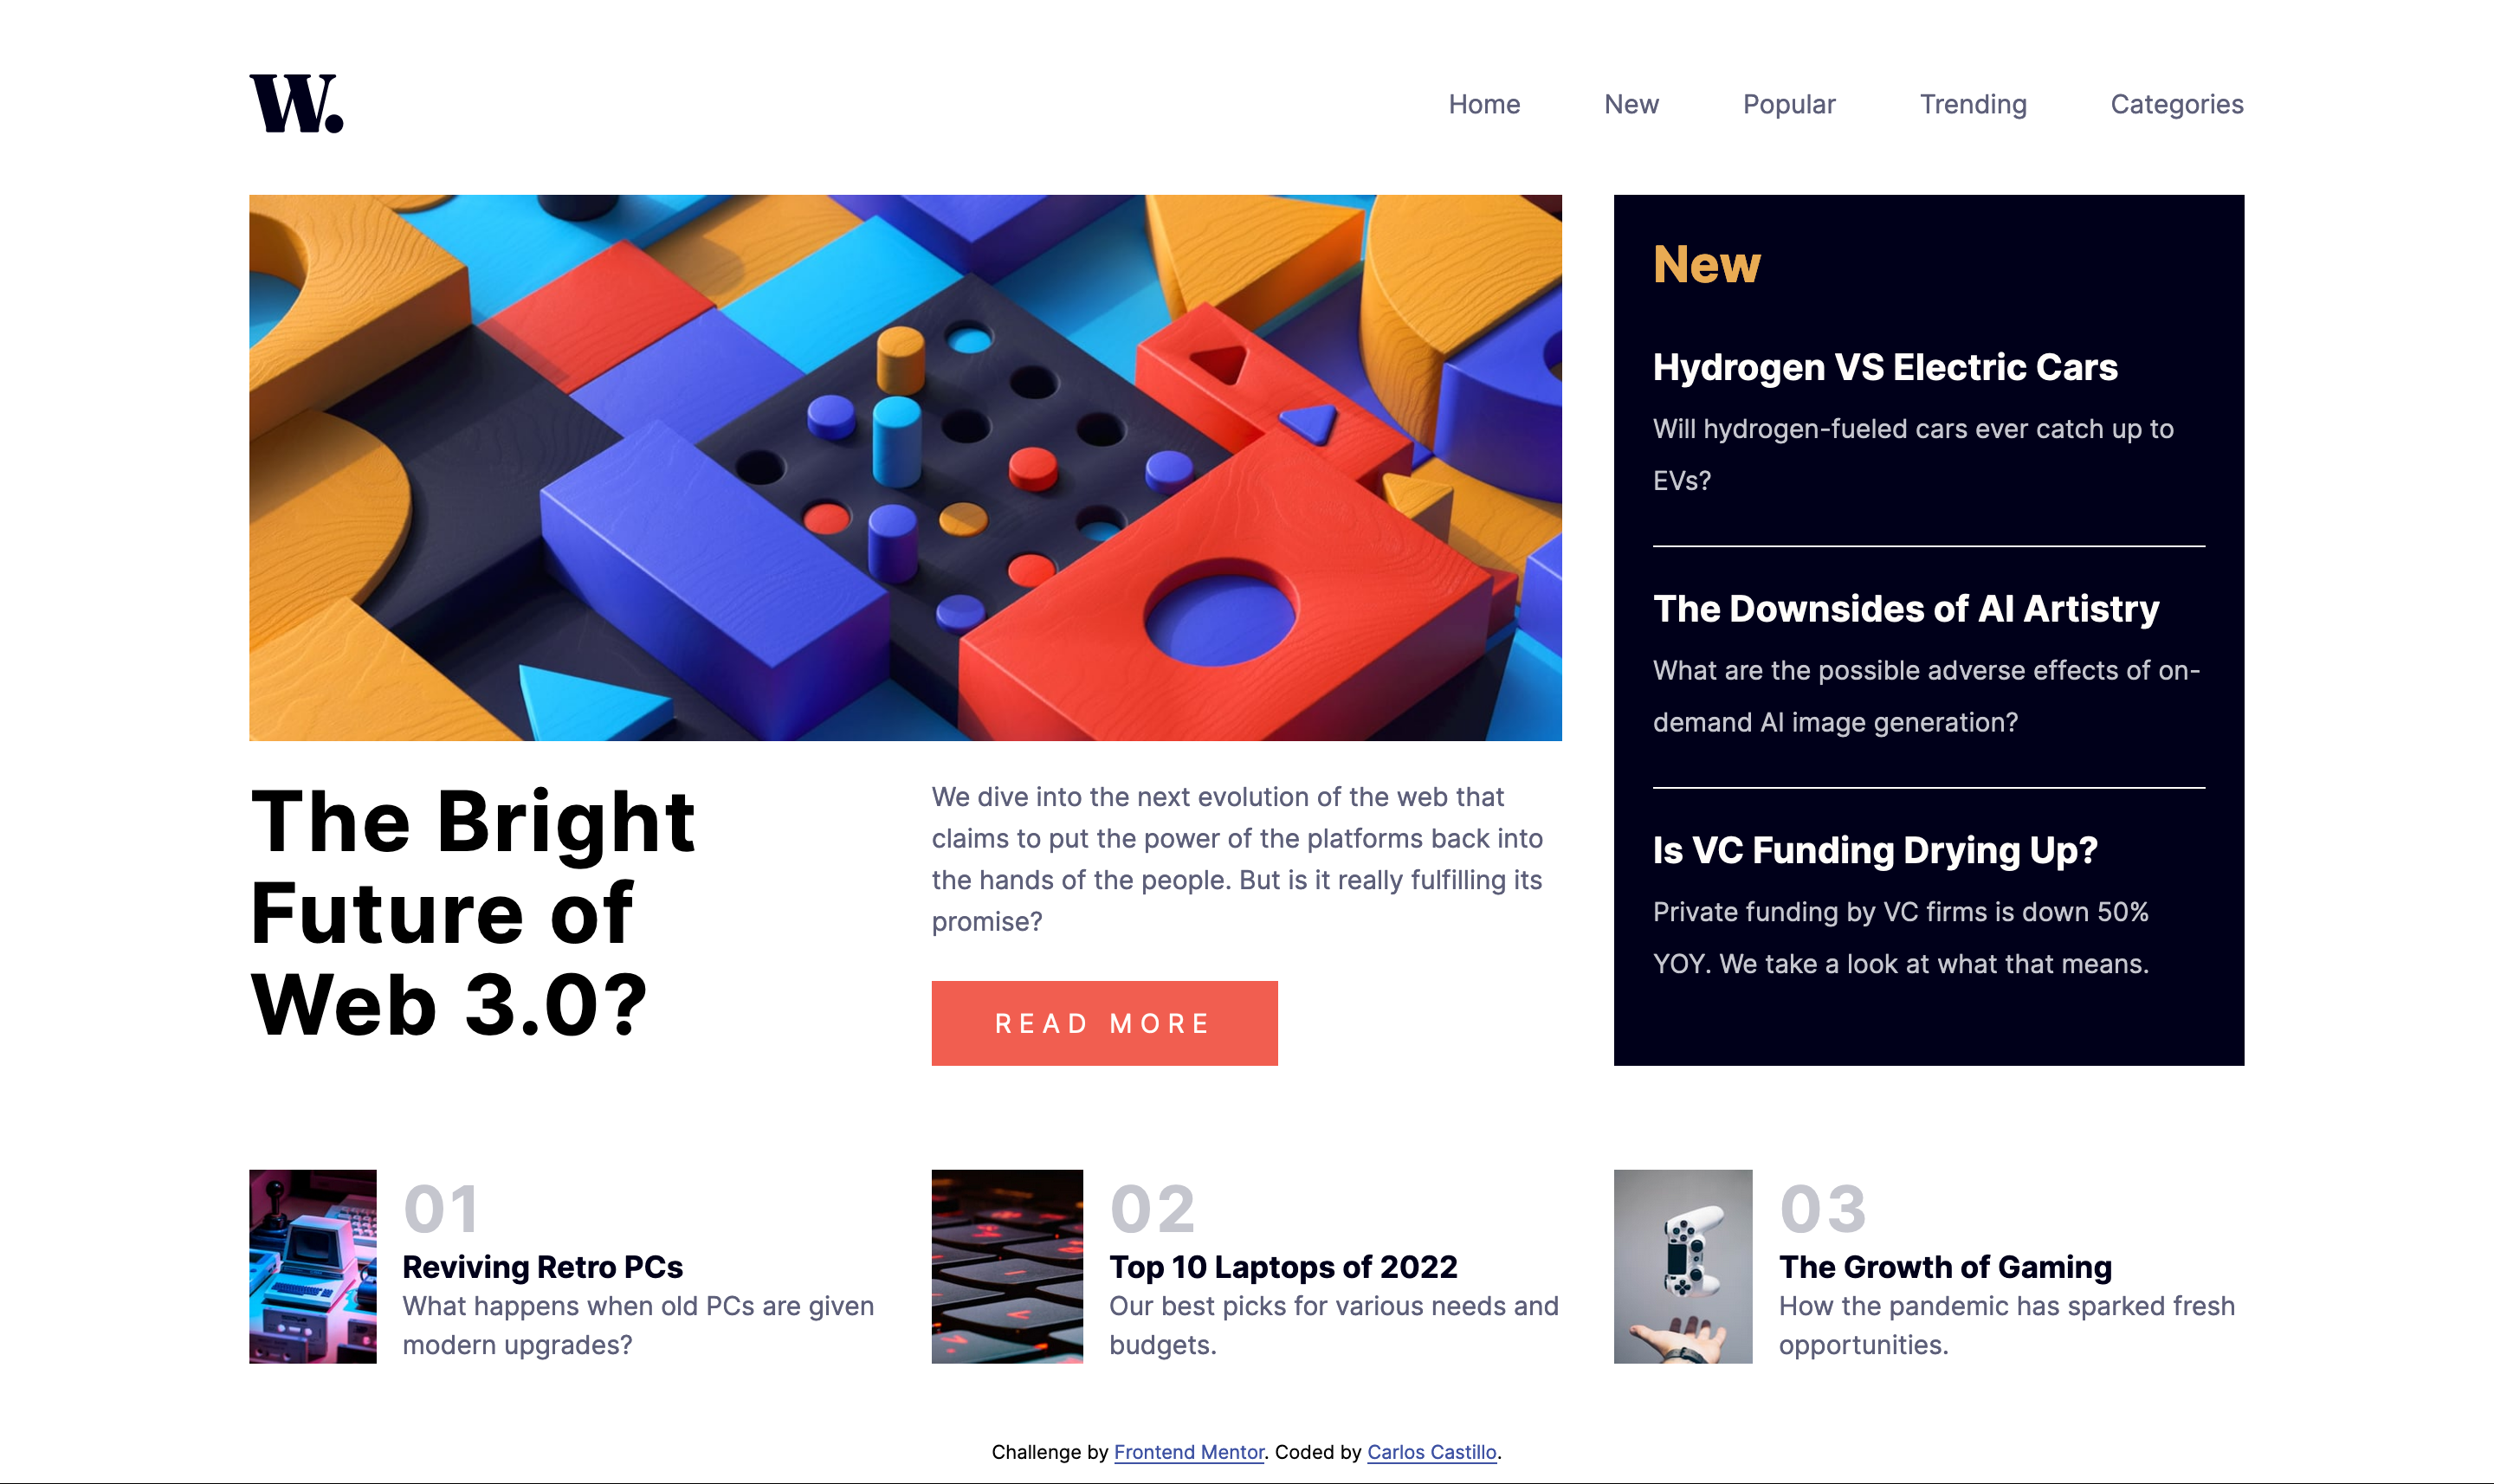 W.
Home New Popular Trending Categories
New
Hydrogen VS Electric Cars
Will hydrogen-fueled cars ever catch up to
EVs?
The Downsides of AI Artistry
What are the possible adverse effects of on-
demand AI image generation?
Is VC Funding Drying Up?
Private funding by VC firms is down 50%
YOY. We take a look at what that means.
The Bright
Future of
Web 3.0?
We dive into the next evolution of the web that
claims to put the power of the platforms back into
the hands of the people. But is it really fulfilling its
promise?
READ MORE
01
Reviving Retro PCs
What happens when old PCs are given
modern upgrades?
02
Top 10 Laptops of 2022
Our best picks for various needs and
budgets.
03
The Growth of Gaming
How the pandemic has sparked fresh
opportunities.
Challenge by Frontend Mentor. Coded by Carlos Castillo.